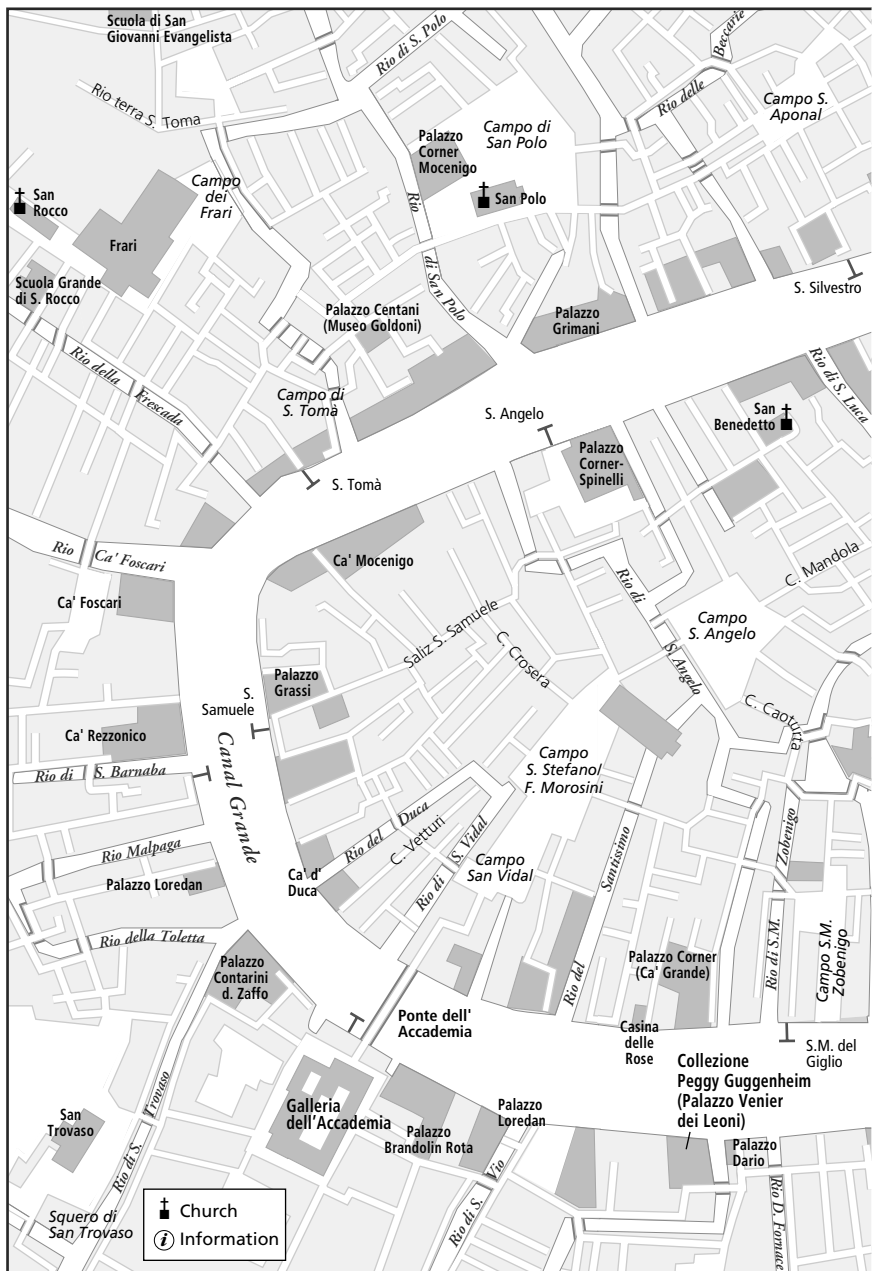 Scuola di San
Giovanni Evangelista
Rio terra S. Toma
Rio di S. Polo
Beccarie
Rio delle
Campo S.
Aponal
Palazzo
Corner
Mocenigo
Campo di
San Polo
San Polo
Campo
dei
Frari
San
Rocco
Frari
Rio
di San Polo
Scuola Grande
di S. Rocco
Palazzo Centani
(Museo Goldoni)
Palazzo
Grimani
S. Silvestro
Rio della
Frescada
Campo di
S. Tomà
S. Angelo
San
Benedetto
Rio di S. Luca
S. Tomà
Palazzo
Corner-
Spinelli
Rio
Ca' Foscari
Ca' Mocenigo
Ca' Foscari
C. Mandola
Rio di
S. Angelo
Campo
S. Angelo
Saliz S. Samuele
C. Crosera
Palazzo
Grassi
S.
Samuele
C. Caoturta
Ca' Rezzonico
Canal Grande
Campo
S. Stefanol
F. Morosini
Rio di
S. Barnaba
Rio del
Duca
C. Vetturi
Rio di
S. Vidal
Zobenigo
Rio di S.M.
Santissimo
Rio del
Rio Malpaga
Palazzo Loredan
Ca' d'
Duca
Campo
San Vidal
Rio della Toletta
Palazzo
Contarini
d. Zaffo
Palazzo Corner
(Ca' Grande)
Campo S.M.
Zobenigo
Ponte dell'
Accademia
Casina
delle
Rose
S.M. del
Giglio
Collezione
Peggy Guggenheim
(Palazzo Venier
dei Leoni)
San
Trovaso
Rio di S.
Trovaso
Galleria
dell'Accademia
Palazzo
Brandolin Rota
Palazzo
Loredan
Palazzo
Dario
Rio di S.
Vio
Rio D. Fornace
Squero di
San Trovaso
Church
i Information